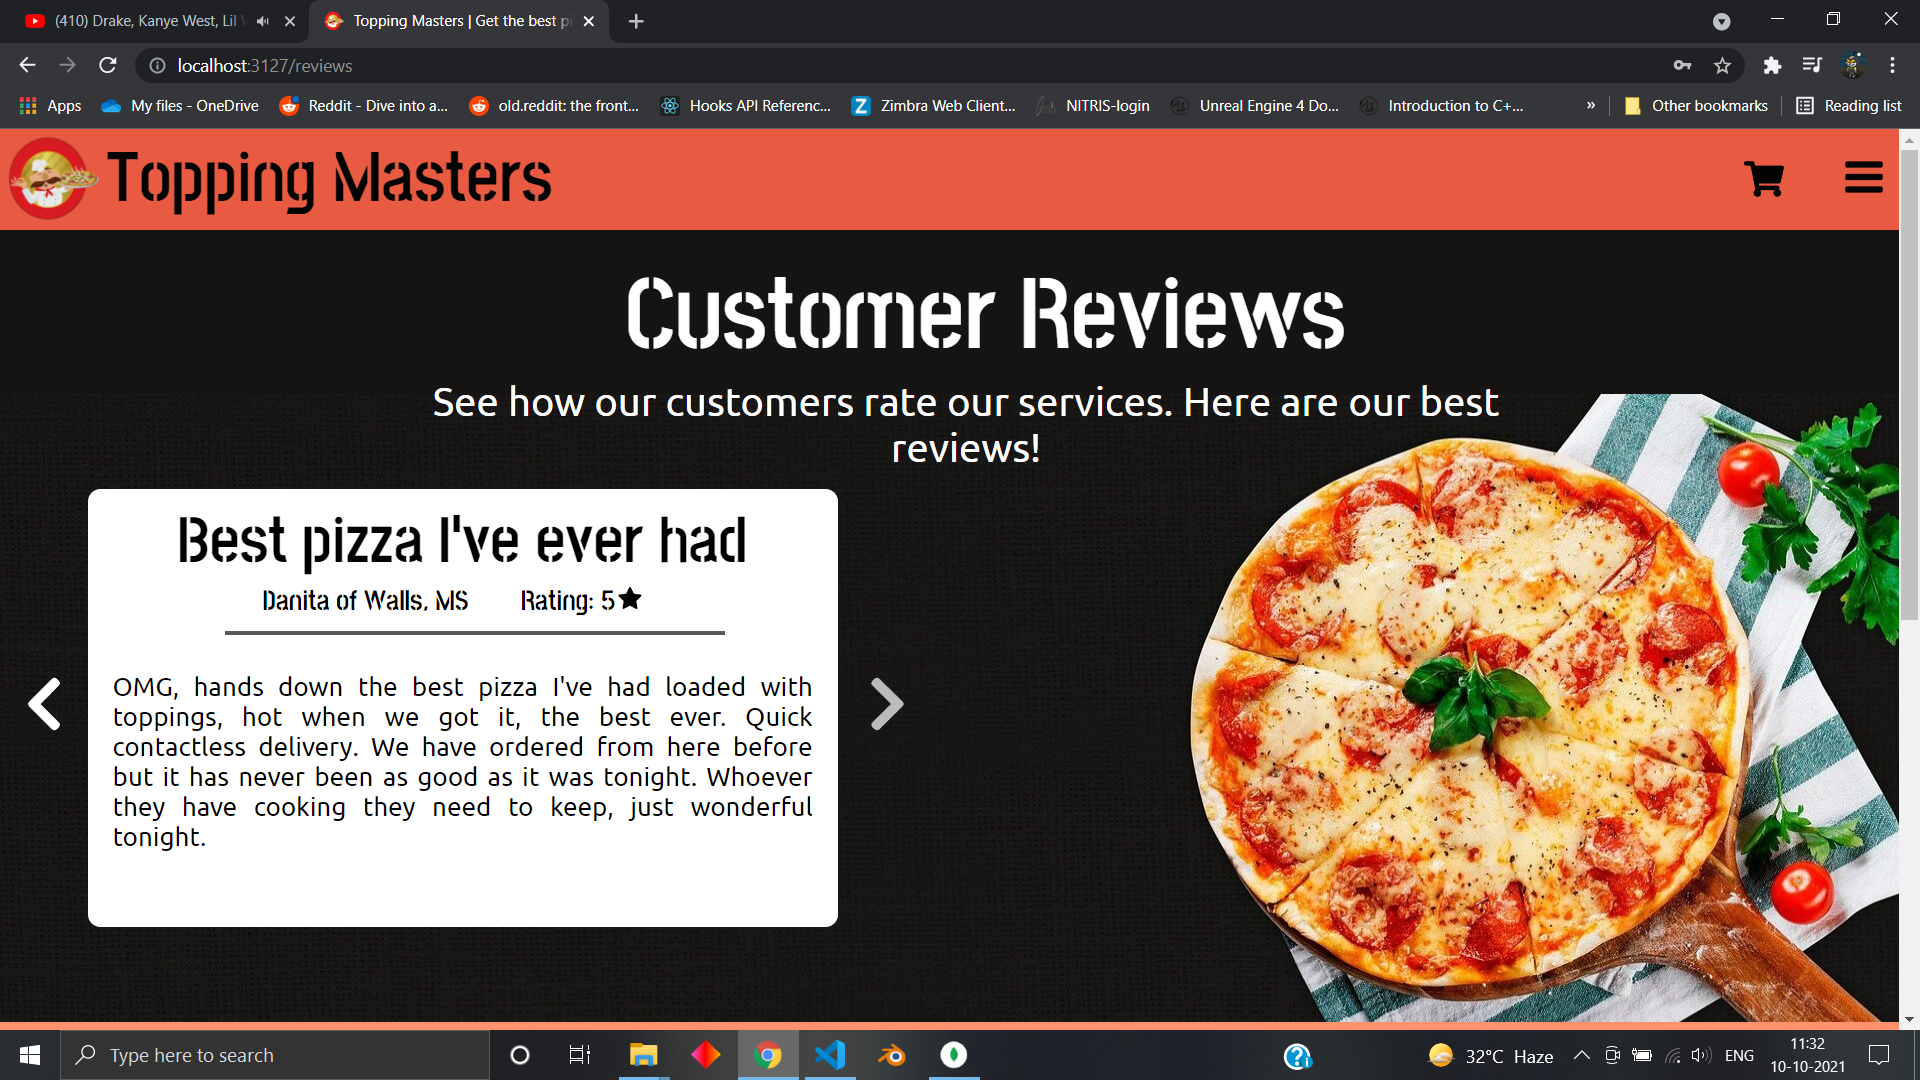 (410) Drake, Kanye West, Lil
Topping Masters | Get the best pi
localhost:3127/reviews
Apps
My files - OneDrive
Reddit - Dive into a...
old.reddit: the front...
Hooks API Referenc...
Z
Zimbra Web Client...
NITRIS-login
Unreal Engine 4 Do...
Introduction to C+...
»
Other bookmarks
Reading list
Topping Masters
Customer Reviews
See how our customers rate our services. Here are our best
reviews!
Best pizza I've ever had
Danita of Walls, MS Rating: 5★
OMG, hands down the best pizza I've had loaded with
toppings, hot when we got it, the best ever. Quick
contactless delivery. We have ordered from here before
but it has never been as good as it was tonight. Whoever
they have cooking they need to keep, just wonderful
tonight.
Type here to search
32°C Haze
ENG
11:32
10-10-2021